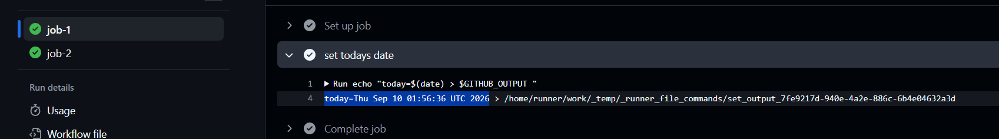 job-1
job-2
Run details
Usage
Workflow file
Set up job
set todays date
1 Run echo "today=$(date) > $GITHUB_OUTPUT "
4 today=Thu Sep 10 01:56:36 UTC 2026 > /home/runner/work/_temp/_runner_file_commands/set_output_7fe9217d-940e-4a2e-886c-6b4e04632a3d
Complete job